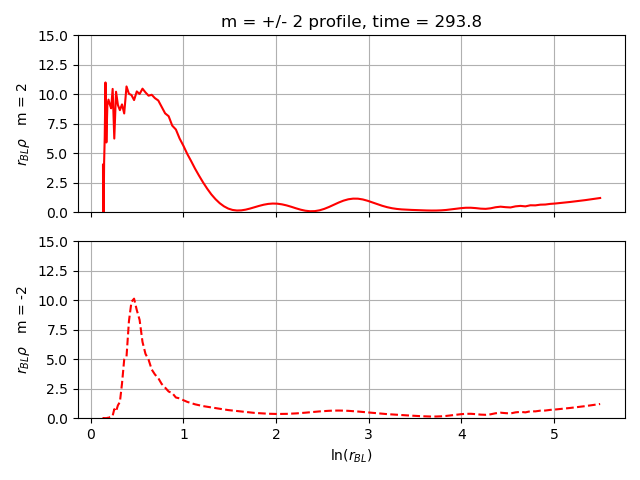 m = +/- 2 profile, time = 293.8
15.0
12.5
10.0
7.5
5.0
2.5
0.0
r_BL ρ m = 2
15.0
12.5
10.0
7.5
5.0
2.5
0.0
r_BL ρ m = -2
0 1 2 3 4 5
ln(r_BL)